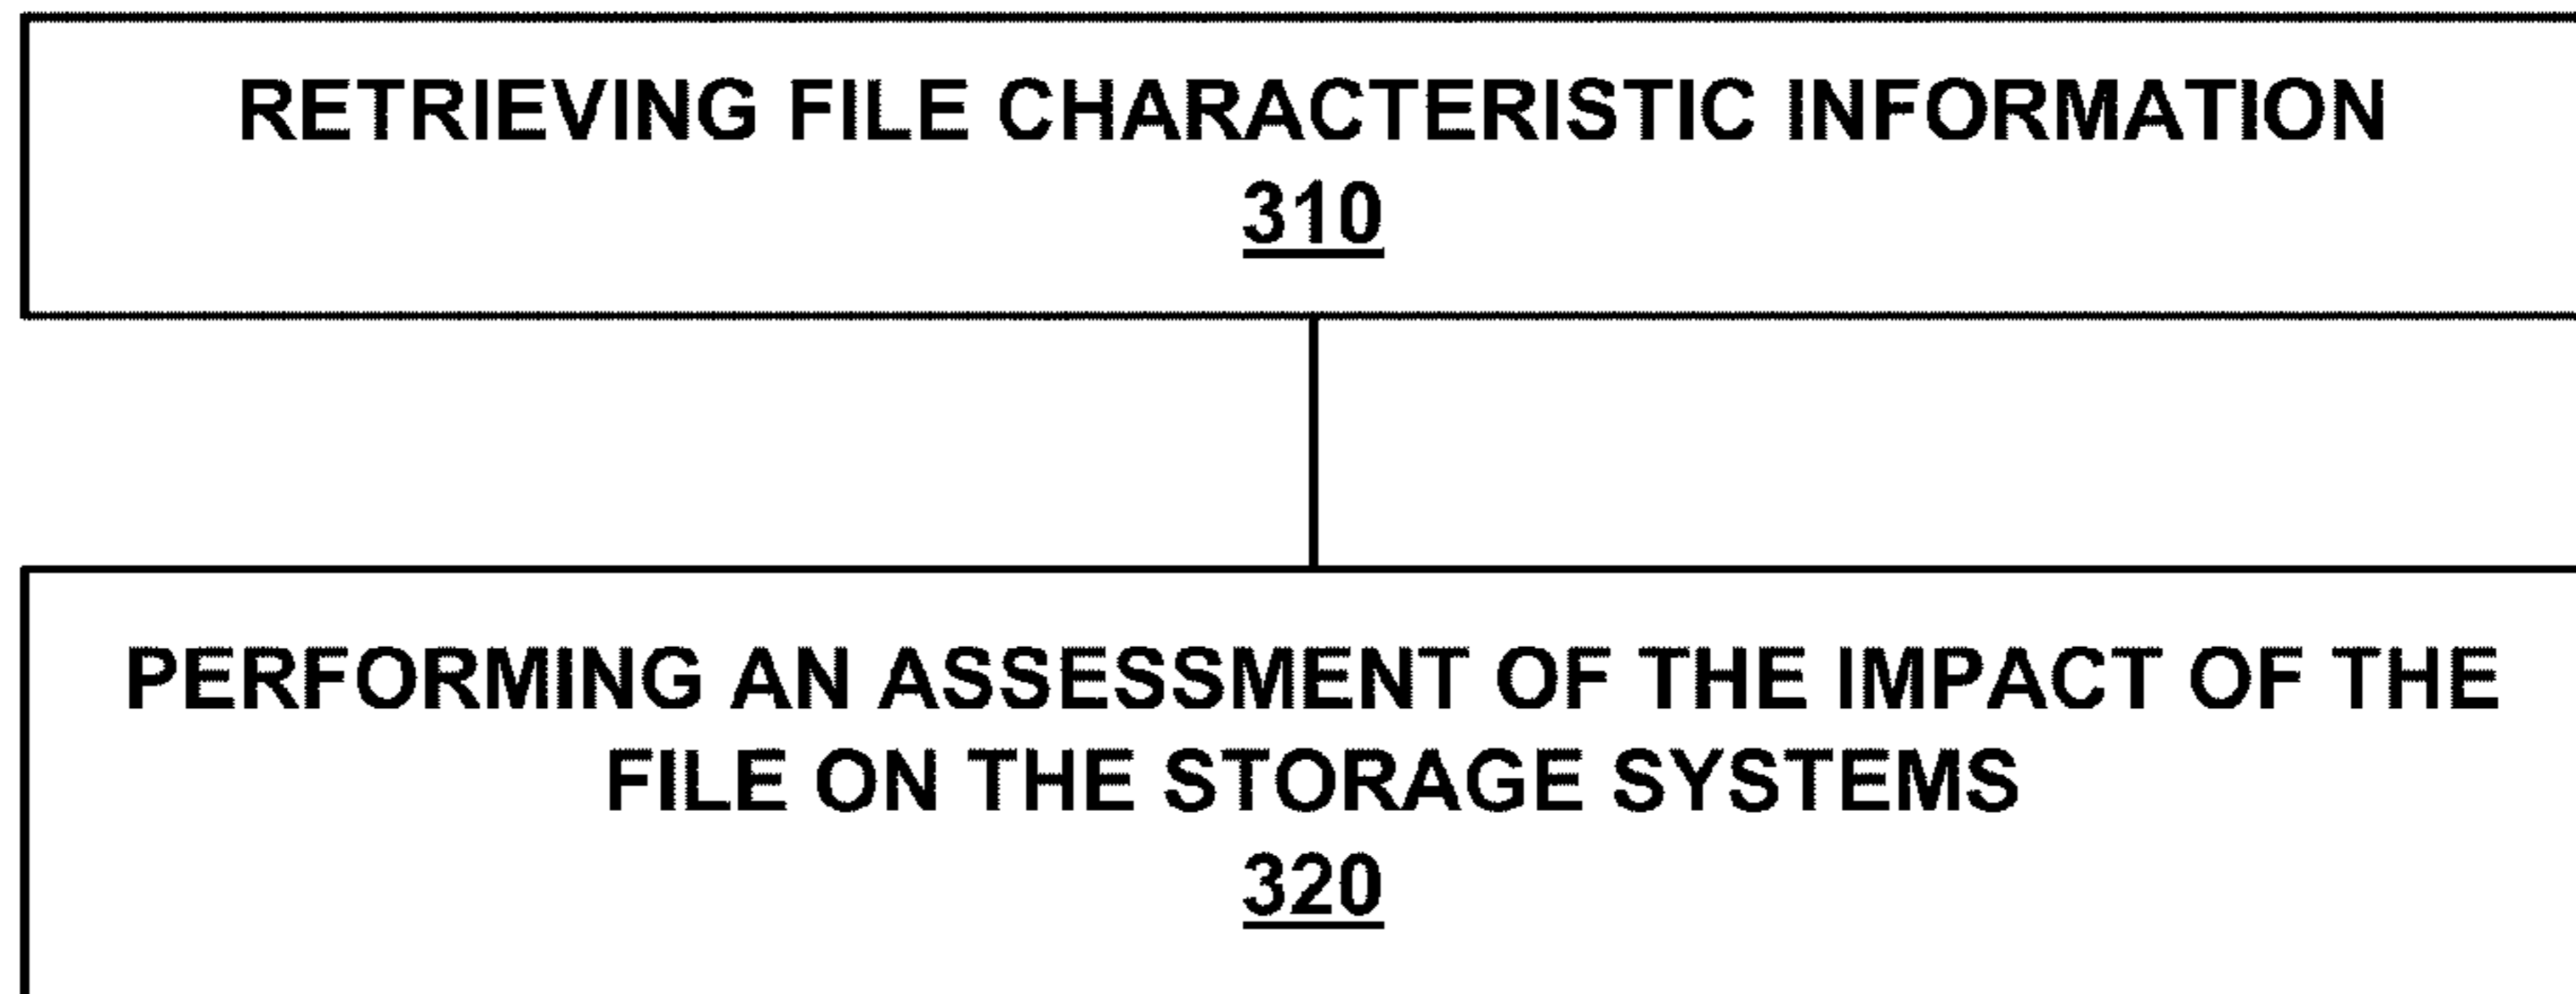 RETRIEVING FILE CHARACTERISTIC INFORMATION
310
PERFORMING AN ASSESSMENT OF THE IMPACT OF THE
FILE ON THE STORAGE SYSTEMS
320